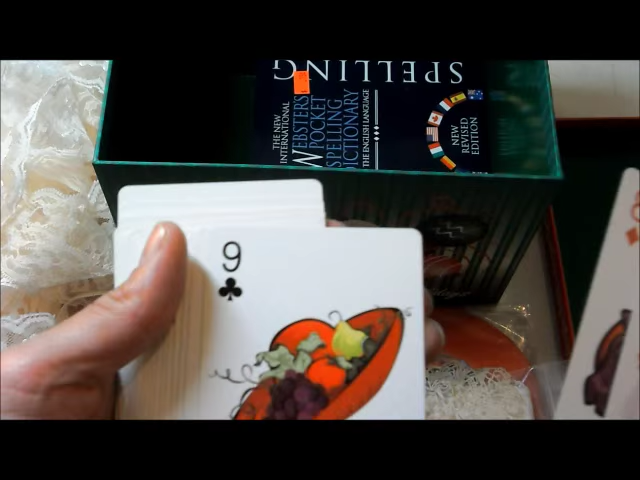 SPELLING
THE NEW
INTERNATIONAL
WEBSTER'S
POCKET
SPELLING
DICTIONARY
OF THE ENGLISH LANGUAGE
NEW
REVISED
EDITION
9